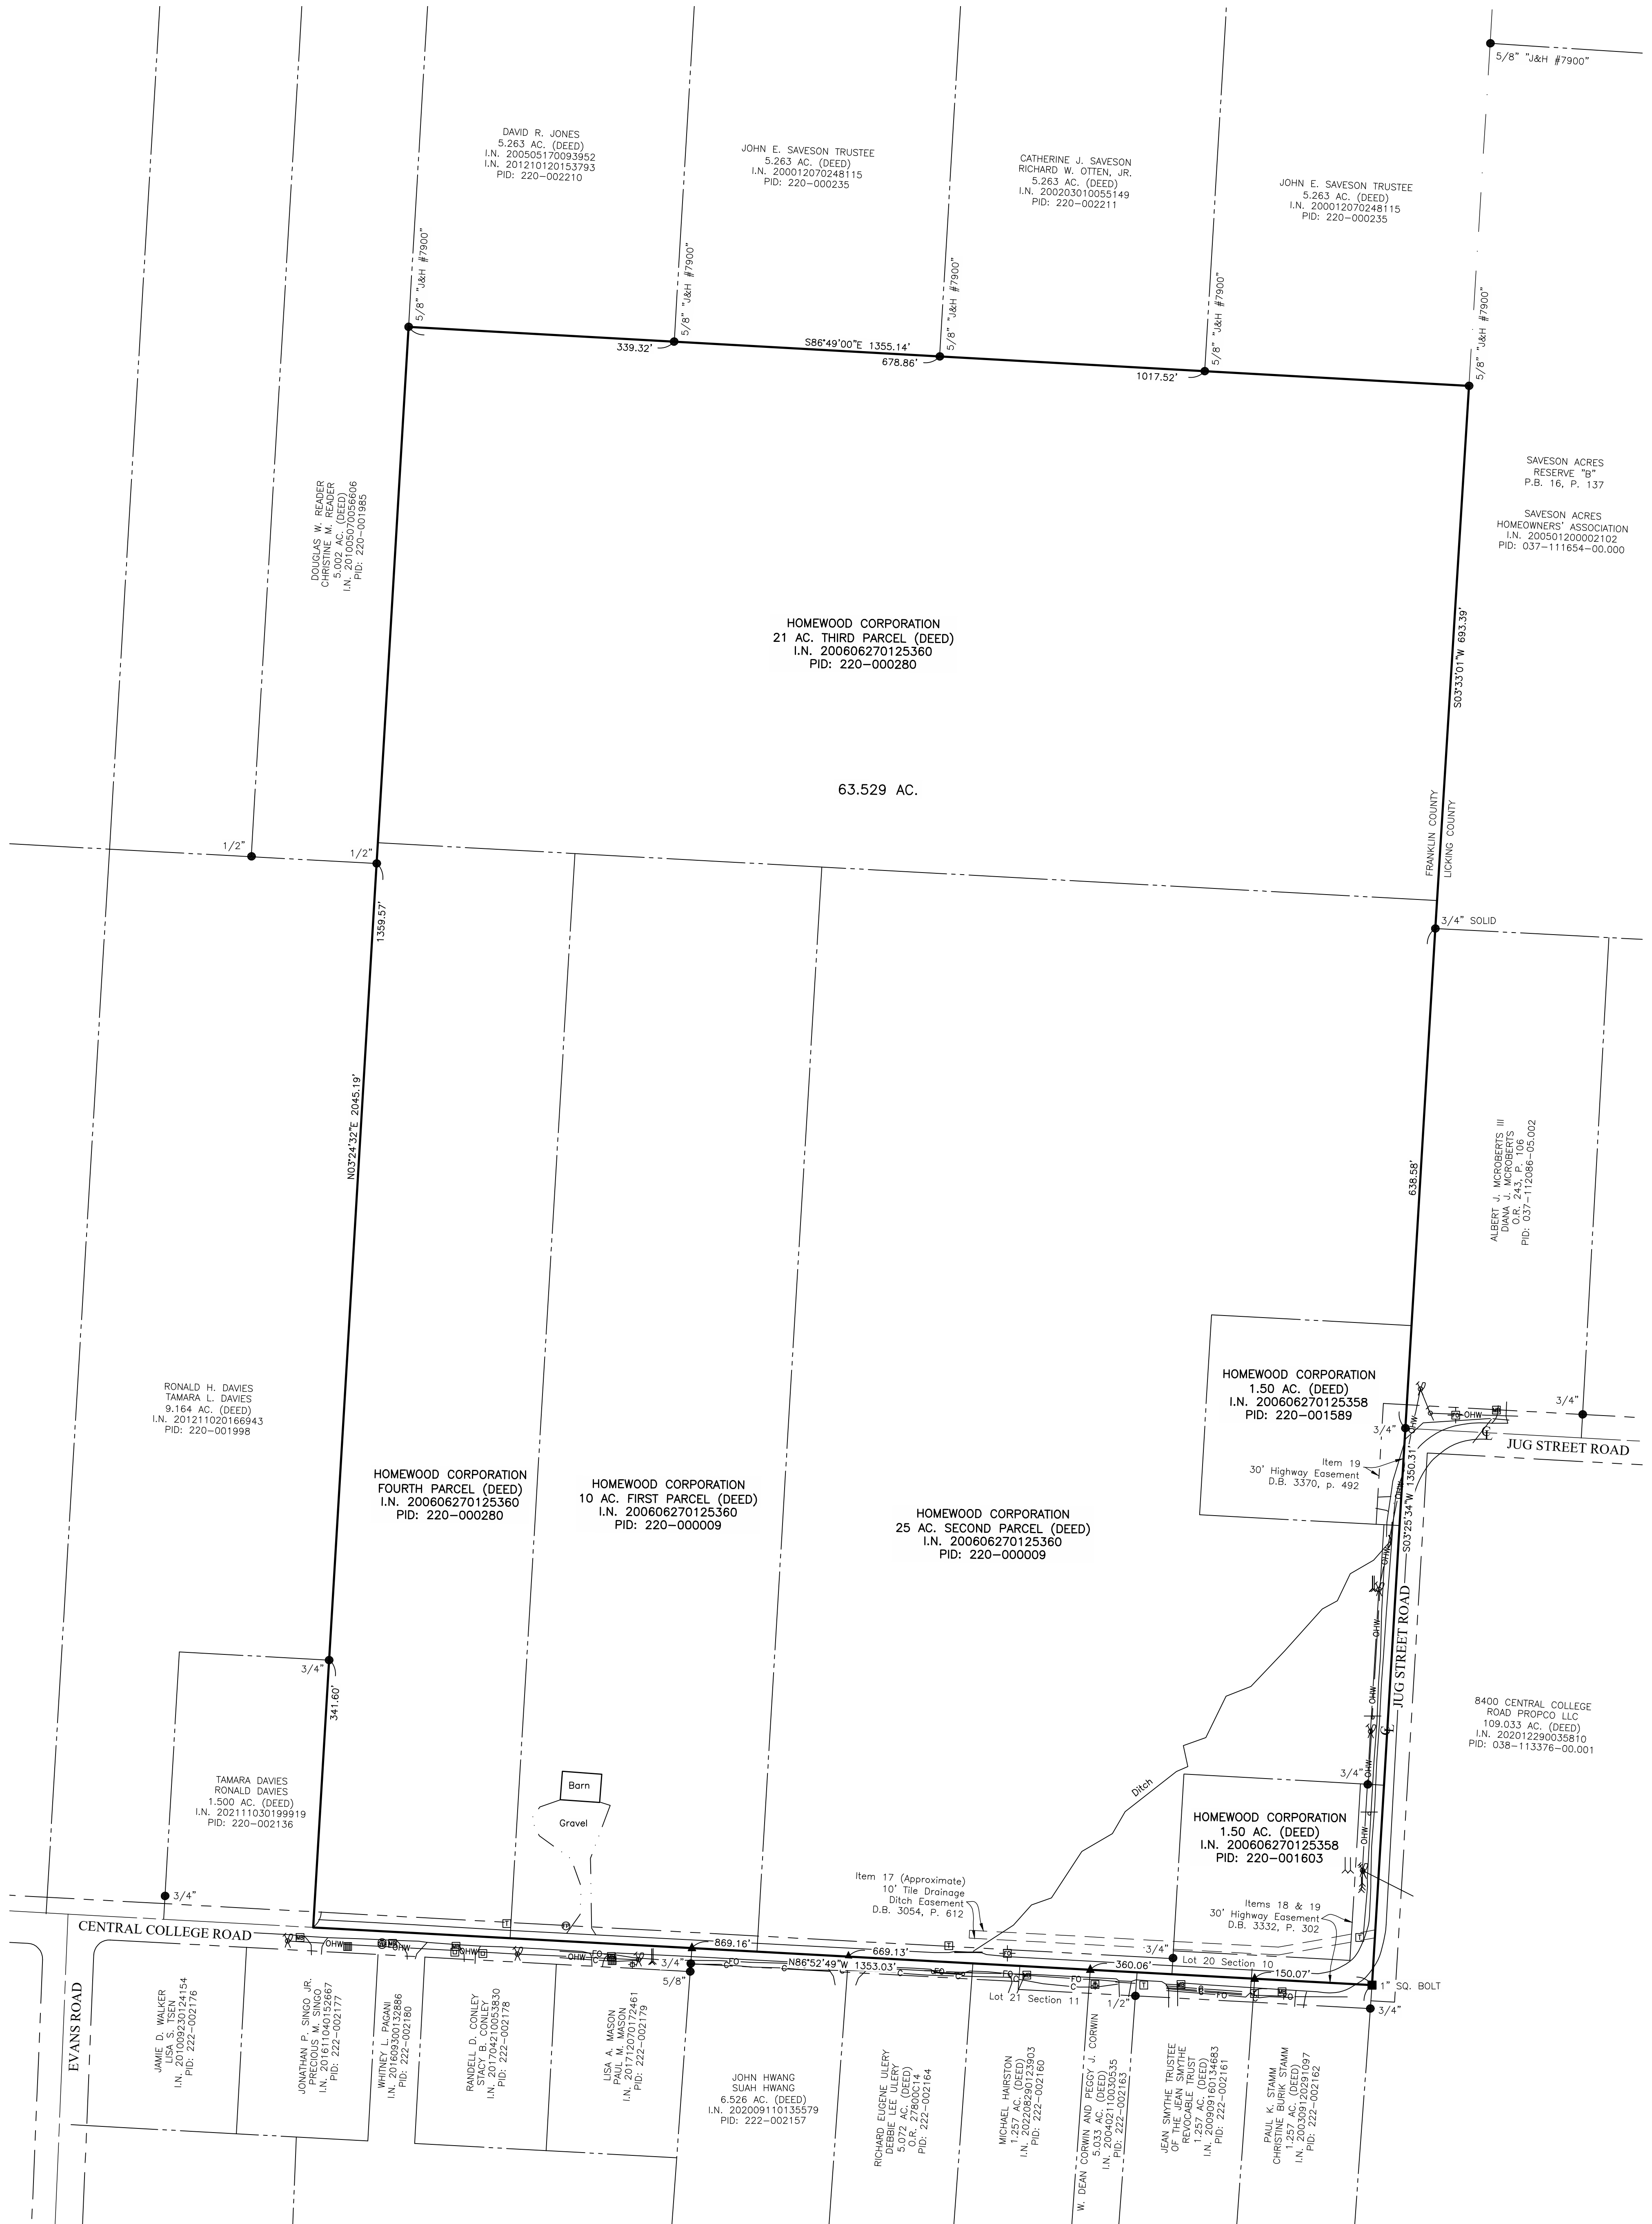 5/8" "J&H #7900"
DAVID R. JONES
5.263 AC. (DEED)
I.N. 200505170093952
I.N. 201210120153793
PID: 220-002210
JOHN E. SAVESON TRUSTEE
5.263 AC. (DEED)
I.N. 200012070248115
PID: 220-000235
CATHERINE J. SAVESON
RICHARD W. OTTEN, JR.
5.263 AC. (DEED)
I.N. 200203010055149
PID: 220-002211
JOHN E. SAVESON TRUSTEE
5.263 AC. (DEED)
I.N. 200012070248115
PID: 220-000235
5/8" "J&H #7900"
5/8" "J&H #7900"
5/8" "J&H #7900"
5/8" "J&H #7900"
5/8" "J&H #7900"
339.32'
S86°49'00"E 1355.14'
678.86'
1017.52'
SAVESON ACRES
RESERVE "B"
P.B. 16, P. 137
SAVESON ACRES
HOMEOWNERS' ASSOCIATION
I.N. 200501200002102
PID: 037-111654-00.000
DOUGLAS W. READER
CHRISTINE M. READER
5.002 AC. (DEED)
I.N. 201005070056606
PID: 220-001985
HOMEWOOD CORPORATION
21 AC. THIRD PARCEL (DEED)
I.N. 200606270125360
PID: 220-000280
S03°33'01"W 693.39'
63.529 AC.
FRANKLIN COUNTY
LICKING COUNTY
1/2"
1/2"
1359.57'
3/4" SOLID
N03°24'32"E 2045.19'
638.58'
ALBERT J. MCROBERTS III
DIANA J. MCROBERTS
O.R. 243, P. 106
PID: 037-112086-05.002
RONALD H. DAVIES
TAMARA L. DAVIES
9.164 AC. (DEED)
I.N. 201211020166943
PID: 220-001998
HOMEWOOD CORPORATION
1.50 AC. (DEED)
I.N. 200606270125358
PID: 220-001589
3/4"
3/4"
OHW
JUG STREET ROAD
Item 19
30' Highway Easement
D.B. 3370, p. 492
S03°25'34"W 1350.31'
HOMEWOOD CORPORATION
FOURTH PARCEL (DEED)
I.N. 200606270125360
PID: 220-000280
HOMEWOOD CORPORATION
10 AC. FIRST PARCEL (DEED)
I.N. 200606270125360
PID: 220-000009
HOMEWOOD CORPORATION
25 AC. SECOND PARCEL (DEED)
I.N. 200606270125360
PID: 220-000009
OHW
OHW
OHW
OHW
OHW
JUG STREET ROAD
3/4"
341.60'
8400 CENTRAL COLLEGE
ROAD PROPCO LLC
109.033 AC. (DEED)
I.N. 202012290035810
PID: 038-113376-00.001
TAMARA DAVIES
RONALD DAVIES
1.500 AC. (DEED)
I.N. 202111030199919
PID: 220-002136
Barn
Gravel
Ditch
3/4"
OHW
HOMEWOOD CORPORATION
1.50 AC. (DEED)
I.N. 200606270125358
PID: 220-001603
OHW
Item 17 (Approximate)
10' Tile Drainage
Ditch Easement
D.B. 3054, P. 612
Items 18 & 19
30' Highway Easement
D.B. 3332, P. 302
3/4"
CENTRAL COLLEGE ROAD
OHW
OHW
OHW
OHW
FO
C
3/4"
5/8"
869.16'
FO
C
N86°52'49"W 1353.03'
669.13'
FO
C
3/4"
Lot 20 Section 10
360.06'
150.07'
1" SQ. BOLT
Lot 21 Section 11
1/2"
3/4"
EVANS ROAD
JAMIE D. WALKER
LISA S. TSEN
I.N. 201009230124154
PID: 222-002176
JONATHAN P. SINGO JR.
PRECIOUS M. SINGO
I.N. 201611040152667
PID: 222-002177
WHITNEY L. PAGANI
I.N. 201609300132886
PID: 222-002180
RANDELL D. CONLEY
STACY B. CONLEY
I.N. 201704210053830
PID: 222-002178
LISA A. MASON
PAUL M. MASON
I.N. 201712070172461
PID: 222-002179
JOHN HWANG
SUAH HWANG
6.526 AC. (DEED)
I.N. 202009110135579
PID: 222-002157
RICHARD EUGENE ULERY
DEBBIE LEE ULERY
5.072 AC. (DEED)
O.R. 27800C14
PID: 222-002164
MICHAEL HAIRSTON
1.257 AC. (DEED)
I.N. 202208290123903
PID: 222-002160
W. DEAN CORWIN AND PEGGY J. CORWIN
5.033 AC. (DEED)
I.N. 200402110030535
PID: 222-002163
JEAN SMYTHE TRUSTEE
OF THE JEAN SMYTHE
REVOCABLE TRUST
1.257 AC. (DEED)
I.N. 200909160134683
PID: 222-002161
PAUL K. STAMM
CHRISTINE BURIK STAMM
1.257 AC. (DEED)
I.N. 200309120291097
PID: 222-002162